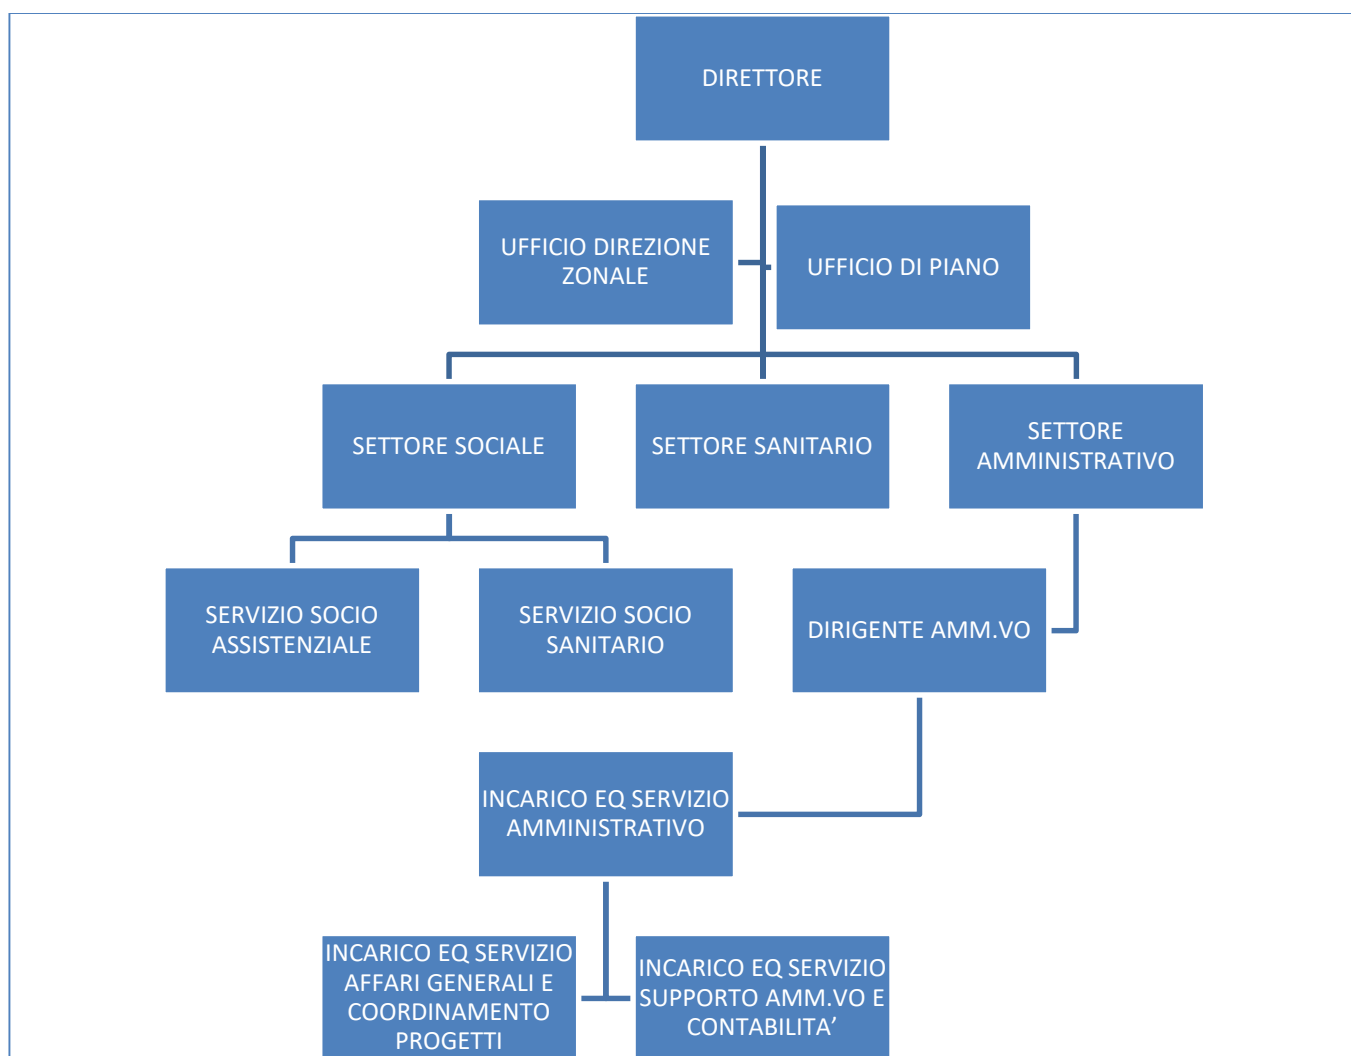 DIRETTORE
UFFICIO DIREZIONE
ZONALE
UFFICIO DI PIANO
SETTORE SOCIALE
SETTORE SANITARIO
SETTORE
AMMINISTRATIVO
SERVIZIO SOCIO
ASSISTENZIALE
SERVIZIO SOCIO
SANITARIO
DIRIGENTE AMM.VO
INCARICO EQ SERVIZIO
AMMINISTRATIVO
INCARICO EQ SERVIZIO
AFFARI GENERALI E
COORDINAMENTO
PROGETTI
INCARICO EQ SERVIZIO
SUPPORTO AMM.VO E
CONTABILITA’